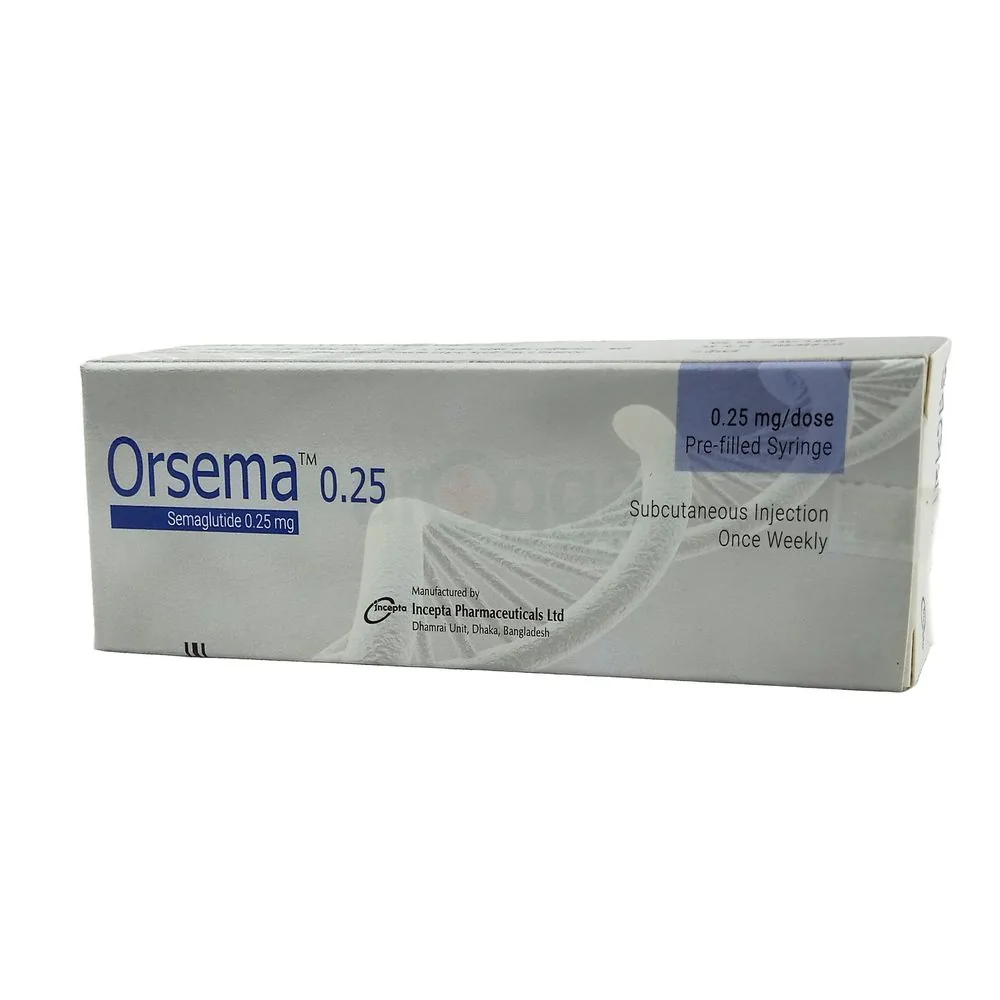 Orsema™ 0.25
Semaglutide 0.25 mg
0.25 mg/dose
Pre-filled Syringe
Subcutaneous Injection
Once Weekly
Manufactured by
incepta
Incepta Pharmaceuticals Ltd
Dhamrai Unit, Dhaka, Bangladesh